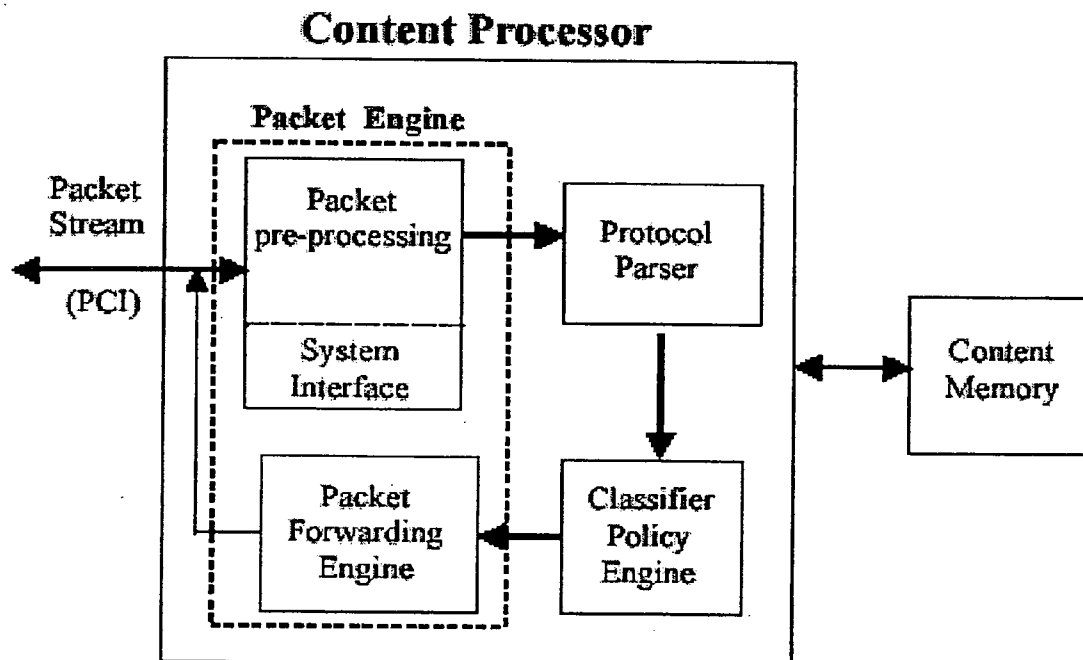 Content Processor
Packet Engine
Packet
Stream
(PCI)
Packet
pre-processing
System
Interface
Protocol
Parser
Content
Memory
Packet
Forwarding
Engine
Classifier
Policy
Engine